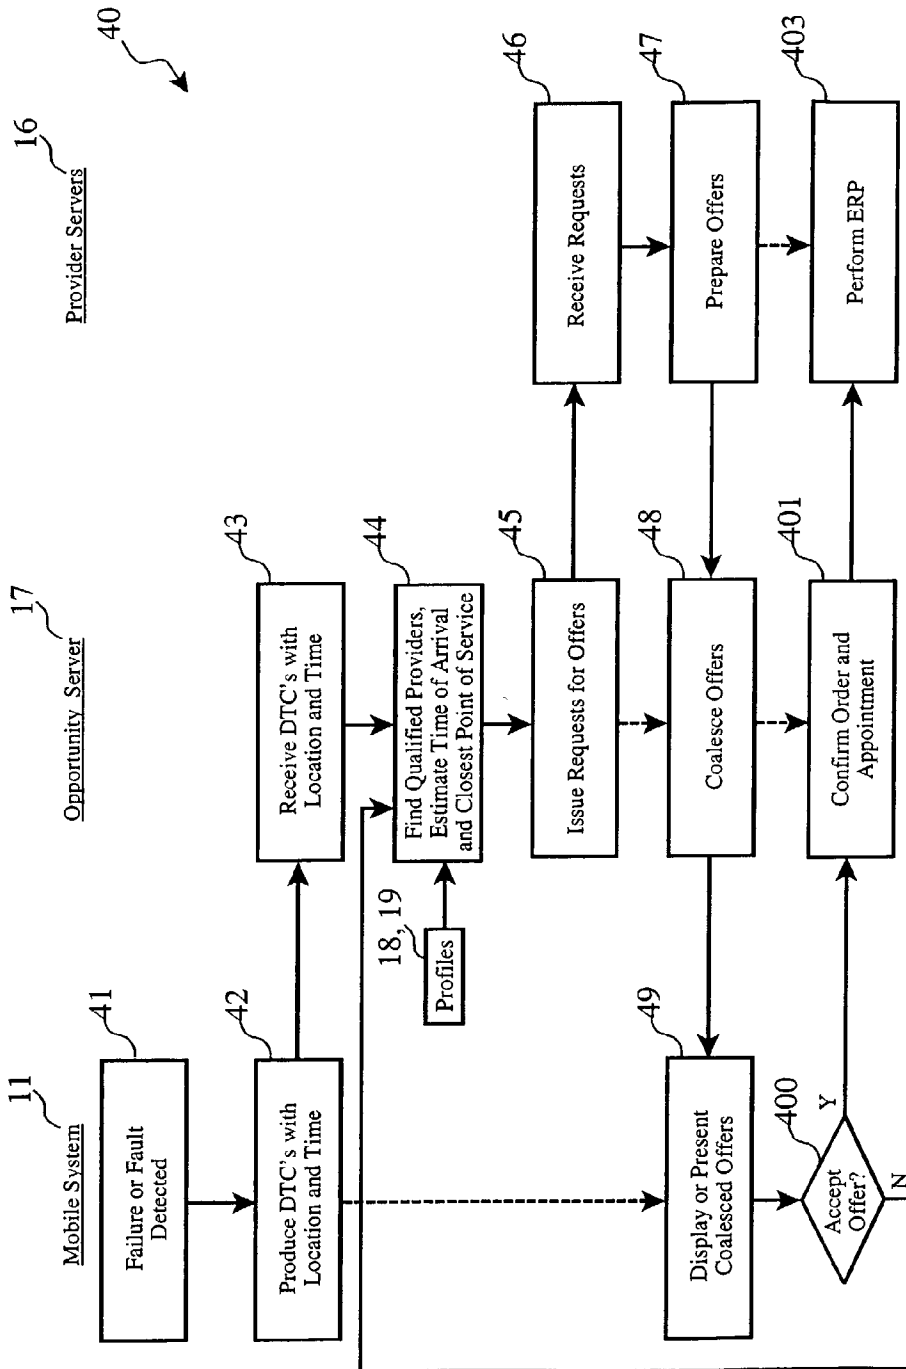 40
11
Mobile System
17
Opportunity Server
16
Provider Servers
41
Failure or Fault
Detected
42
Produce DTC's with
Location and Time
43
Receive DTC's with
Location and Time
18, 19
Profiles
44
Find Qualified Providers,
Estimate Time of Arrival
and Closest Point of Service
45
Issue Requests for Offers
46
Receive Requests
47
Prepare Offers
48
Coalesce Offers
49
Display or Present
Coalesced Offers
400
Accept
Offer?
Y
N
401
Confirm Order and
Appointment
403
Perform ERP